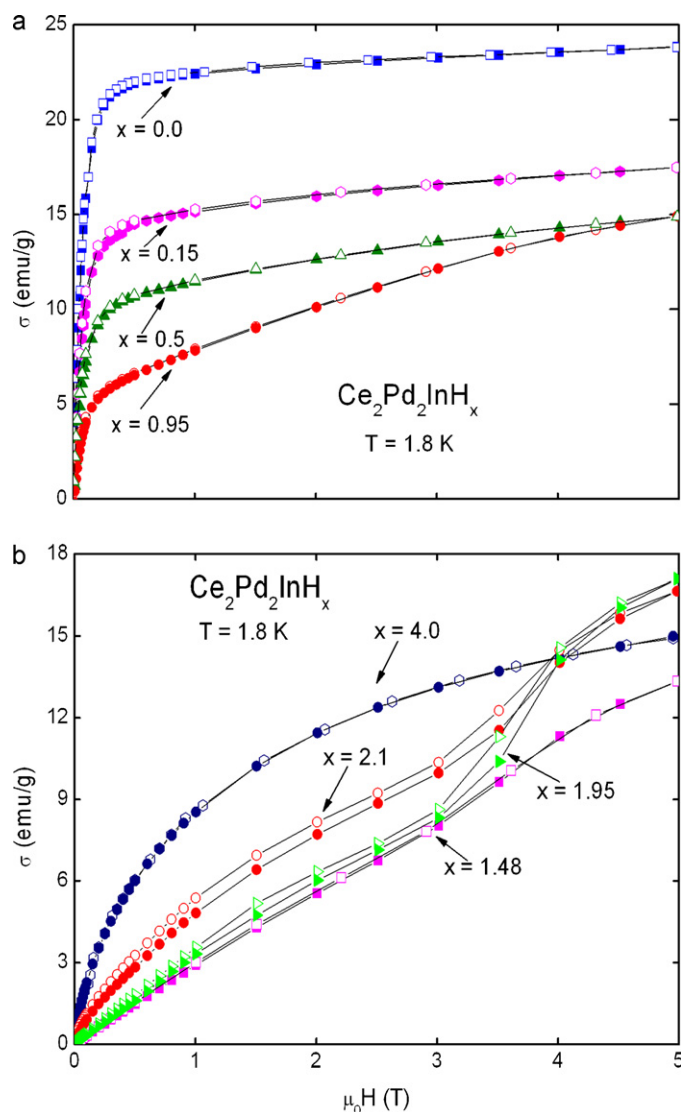 a
25
20
15
10
5
0
σ (emu/g)
x = 0.0
x = 0.15
x = 0.5
x = 0.95
Ce₂Pd₂InHₓ
T = 1.8 K
b
18
15
12
9
6
3
0
σ (emu/g)
Ce₂Pd₂InHₓ
T = 1.8 K
x = 4.0
x = 2.1
x = 1.95
x = 1.48
0 1 2 3 4 5
μ₀H (T)